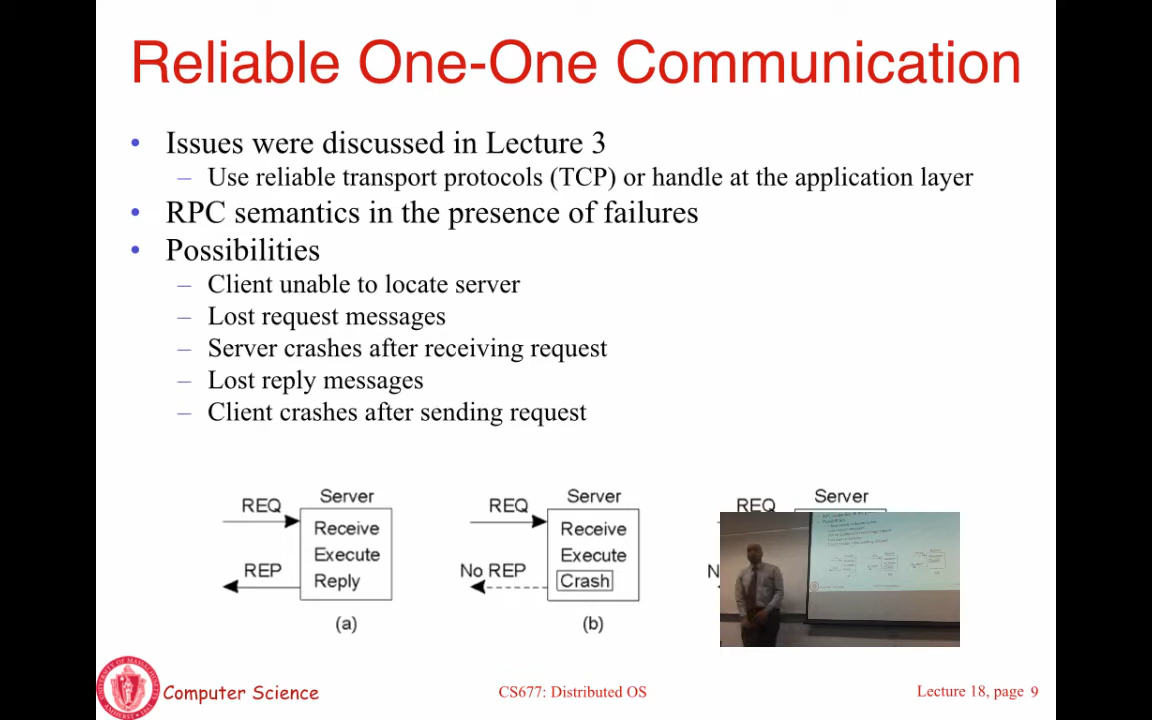 Reliable One-One Communication
• Issues were discussed in Lecture 3
– Use reliable transport protocols (TCP) or handle at the application layer
• RPC semantics in the presence of failures
• Possibilities
– Client unable to locate server
– Lost request messages
– Server crashes after receiving request
– Lost reply messages
– Client crashes after sending request
REQ
Server
Receive
Execute
REP
Reply
(a)
REQ
Server
Receive
Execute
No REP
Crash
(b)
REQ
Server
Computer Science
CS677: Distributed OS
Lecture 18, page 9